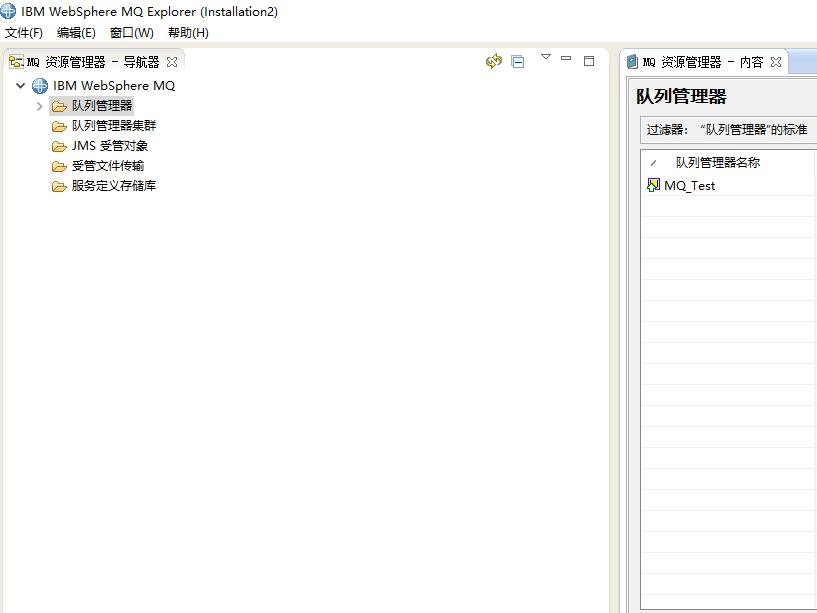 IBM WebSphere MQ Explorer (Installation2)
文件(F) 编辑(E) 窗口(W) 帮助(H)
MQ 资源管理器 - 导航器
IBM WebSphere MQ
队列管理器
队列管理器集群
JMS 受管对象
受管文件传输
服务定义存储库
MQ 资源管理器 - 内容
队列管理器
过滤器: “队列管理器”的标准
队列管理器名称
MQ_Test